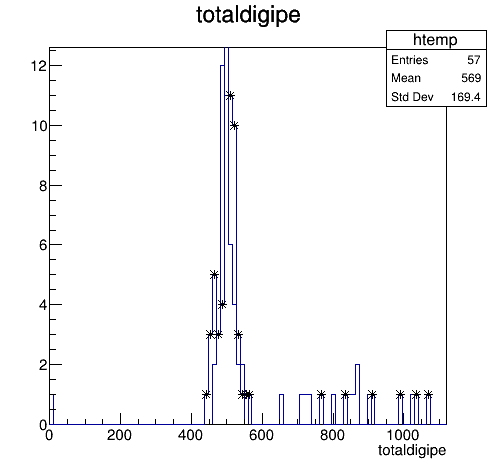 totaldigipe
htemp
Entries 57
Mean 569
Std Dev 169.4
12
10
8
6
4
2
0
0 200 400 600 800 1000
totaldigipe